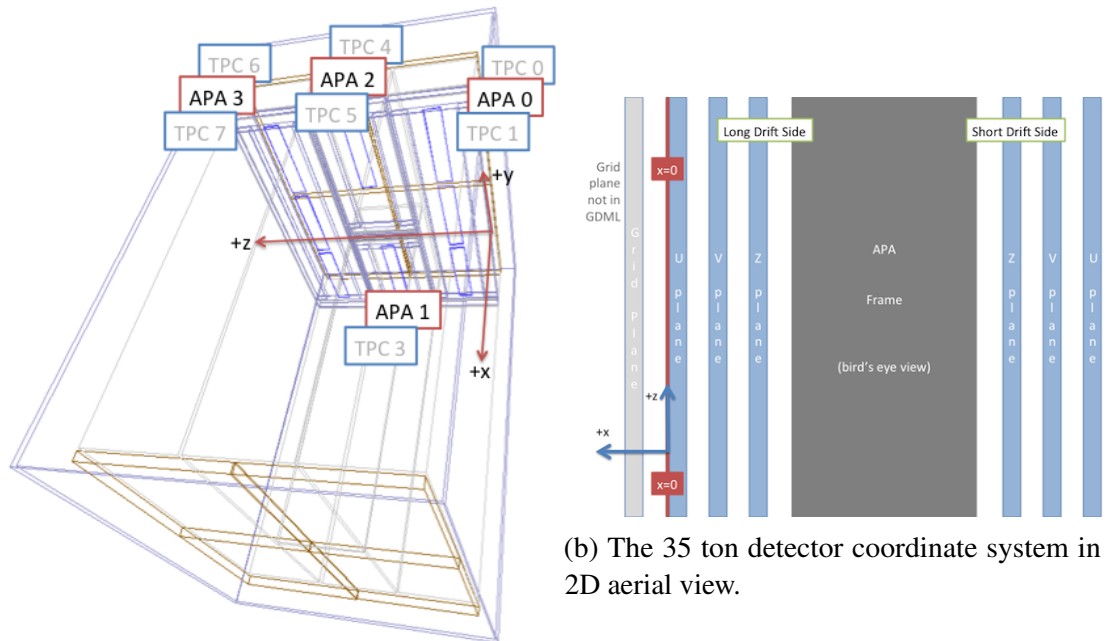 TPC 4
TPC 6
TPC 0
APA 2
APA 3
APA 0
TPC 5
TPC 7
TPC 1
+y
+z
APA 1
TPC 3
+x
Long Drift Side
Short Drift Side
Grid
plane
not in
GDML
x=0
Grid Plane
U plane
V plane
Z plane
APA
Frame
(bird's eye view)
Z plane
V plane
U plane
+z
+x
x=0
(b) The 35 ton detector coordinate system in
2D aerial view.